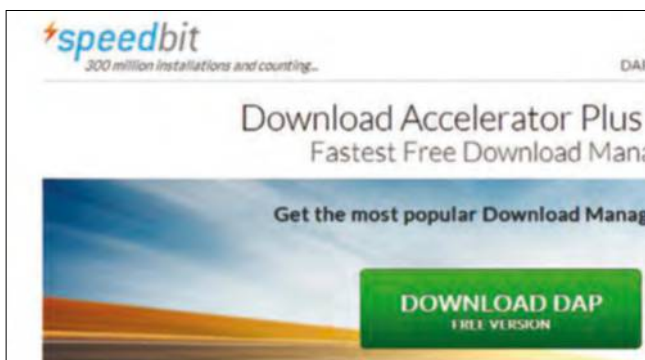 speedbit
300 million installations and counting...
DAP
Download Accelerator Plus
Fastest Free Download Mana
Get the most popular Download Manag
DOWNLOAD DAP
FREE VERSION